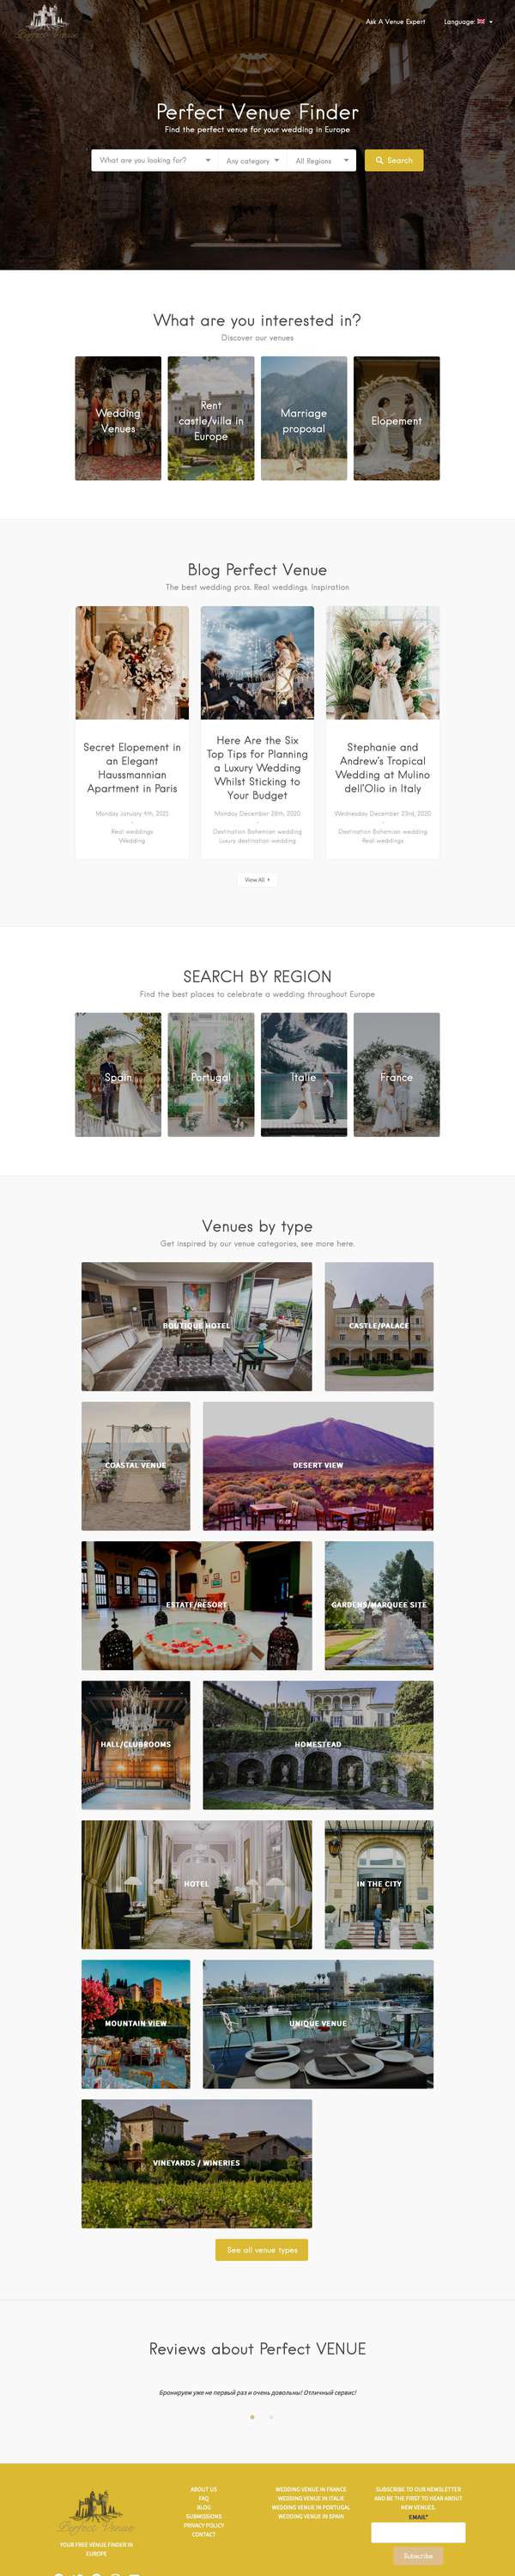 Perfect Venue
Ask A Venue Expert
Language:
Perfect Venue Finder
Find the perfect venue for your wedding in Europe
What are you looking for?
Any category
All Regions
Search
What are you interested in?
Discover our venues
Wedding
Venues
Rent
castle/villa in
Europe
Marriage
proposal
Elopement
Blog Perfect Venue
The best wedding pros. Real weddings. Inspiration
Secret Elopement in
an Elegant
Haussmannian
Apartment in Paris
Monday January 4th, 2021
Real weddings
Wedding
Here Are the Six
Top Tips for Planning
a Luxury Wedding
Whilst Sticking to
Your Budget
Monday December 28th, 2020
Destination Bohemian wedding
Luxury destination wedding
Stephanie and
Andrew's Tropical
Wedding at Mulino
dell'Olio in Italy
Wednesday December 23rd, 2020
Destination Bohemian wedding
Real weddings
View All
SEARCH BY REGION
Find the best places to celebrate a wedding throughout Europe
Spain
Portugal
Italie
France
Venues by type
Get inspired by our venue categories, see more here.
BOUTIQUE HOTEL
CASTLE/PALACE
COASTAL VENUE
DESERT VIEW
ESTATE/RESORT
GARDENS/MARQUEE SITE
HALL/CLUBROOMS
HOMESTEAD
HOTEL
IN THE CITY
MOUNTAIN VIEW
UNIQUE VENUE
VINEYARDS / WINERIES
See all venue types
Reviews about Perfect VENUE
Бронируем уже не первый раз и очень довольны! Отличный сервис!
Perfect Venue
YOUR FREE VENUE FINDER IN
EUROPE
ABOUT US
FAQ
BLOG
SUBMISSIONS
PRIVACY POLICY
CONTACT
WEDDING VENUE IN FRANCE
WEDDING VENUE IN ITALIE
WEDDING VENUE IN PORTUGAL
WEDDING VENUE IN SPAIN
SUBSCRIBE TO OUR NEWSLETTER
AND BE THE FIRST TO HEAR ABOUT
NEW VENUES.
EMAIL*
Subscribe